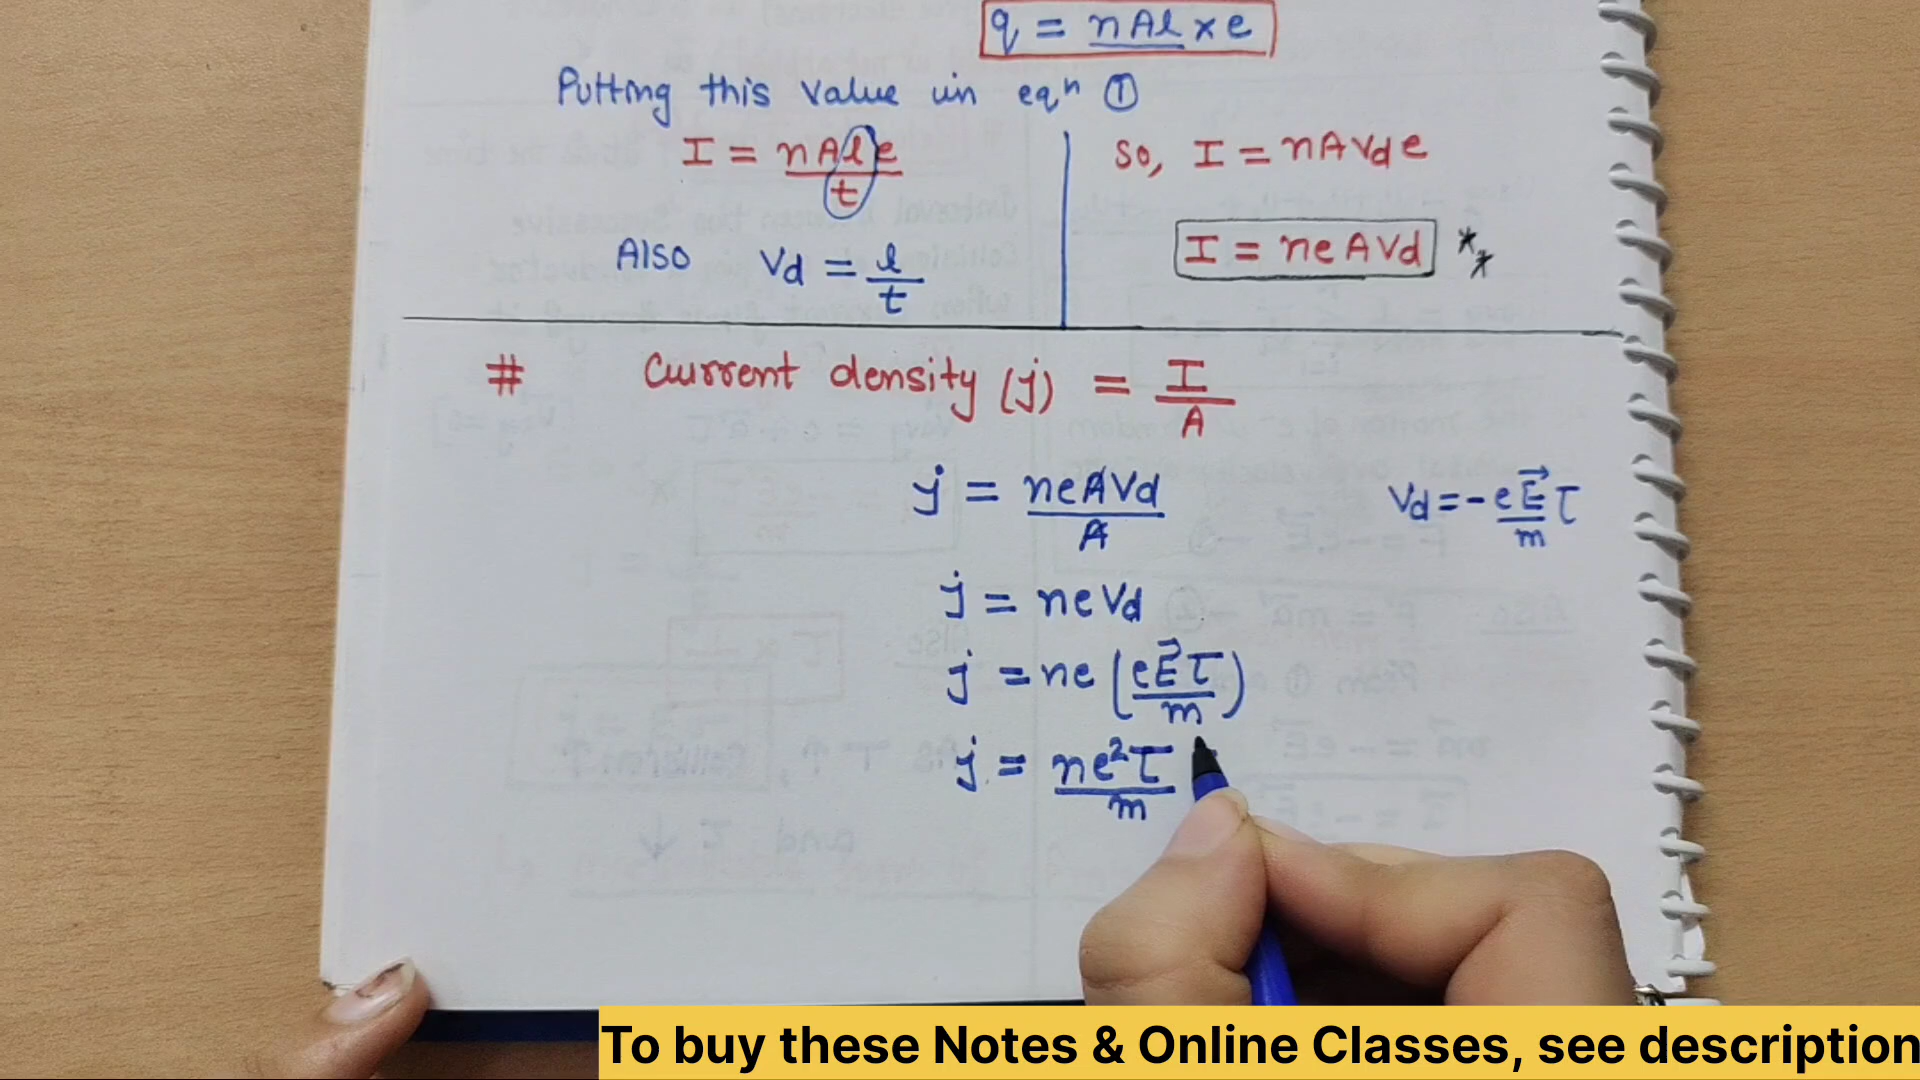 q = nAl x e
Putting this value in eqⁿ ①
I = nAle/t
Also Vd = l/t
So, I = nAVde
I = neAVd **
# Current density (j) = I/A
j = neAVd/A
Vd = -eE⃗/m τ
j = neVd
j = ne(eE⃗τ/m)
j = ne²τ/m
To buy these Notes & Online Classes, see description